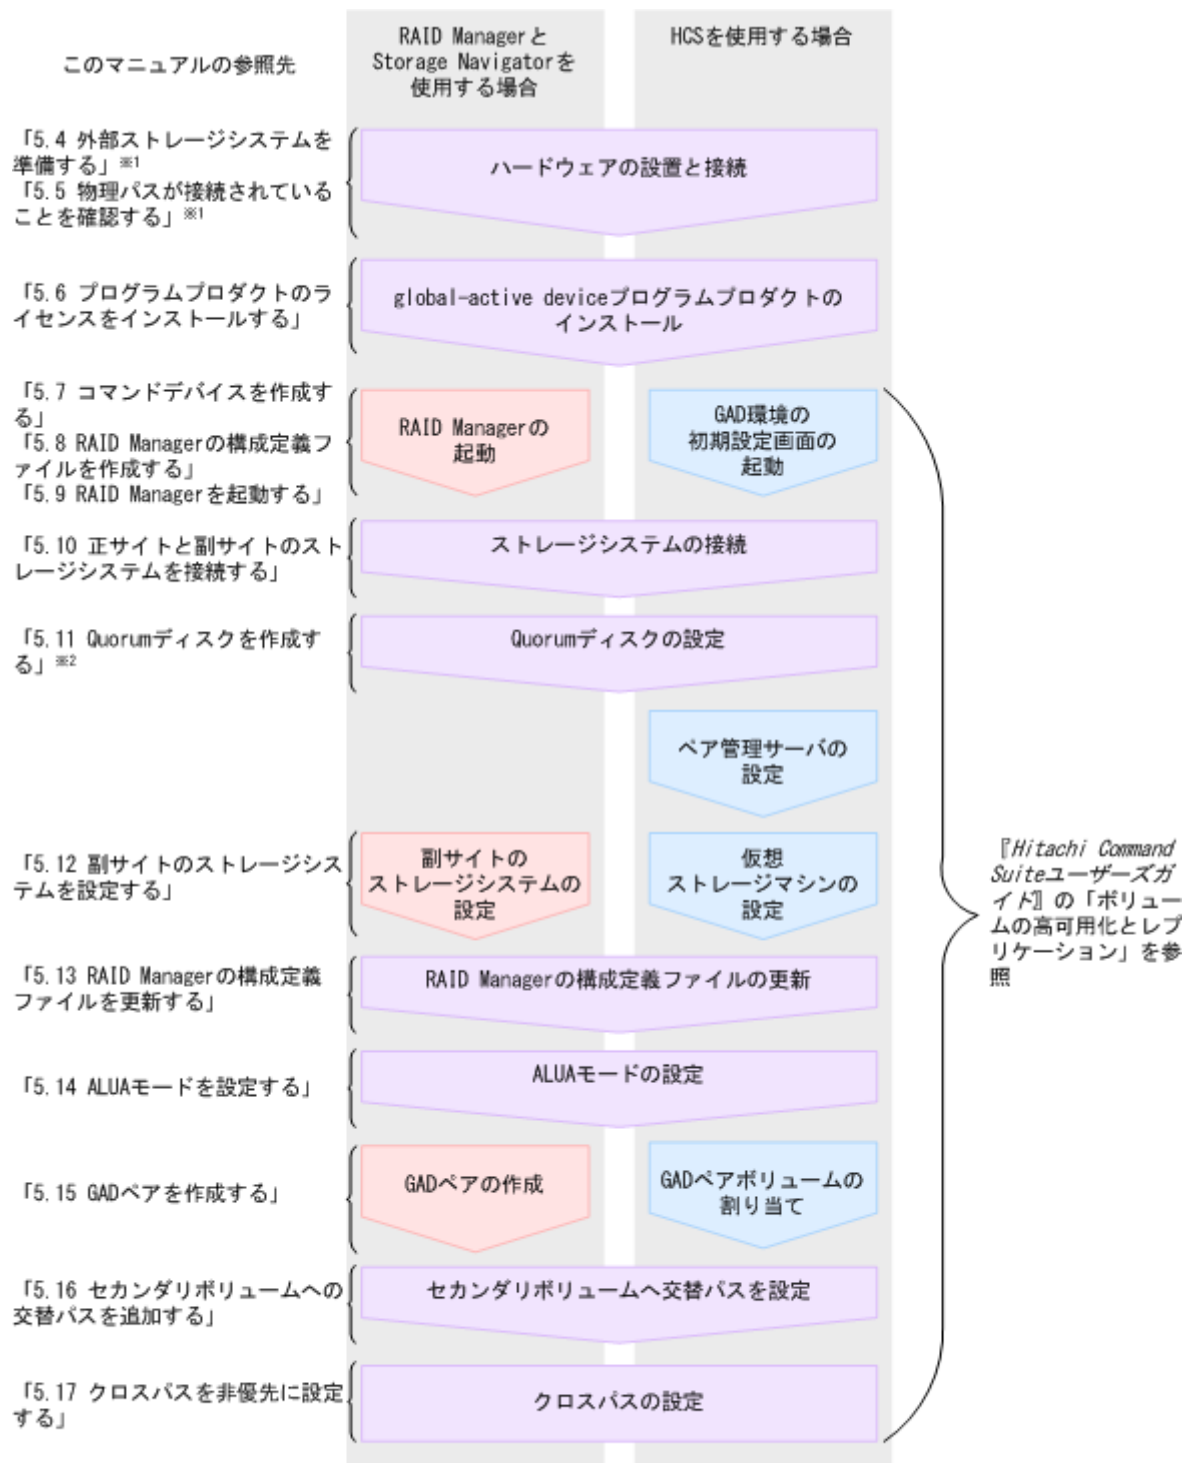 このマニュアルの参照先
RAID Managerと
Storage Navigatorを
使用する場合
HCSを使用する場合
「5.4 外部ストレージシステムを
準備する」※1
「5.5 物理パスが接続されている
ことを確認する」※1
ハードウェアの設置と接続
「5.6 プログラムプロダクトのラ
イセンスをインストールする」
global-active deviceプログラムプロダクトの
インストール
「5.7 コマンドデバイスを作成す
る」
「5.8 RAID Managerの構成定義フ
ァイルを作成する」
「5.9 RAID Managerを起動する」
RAID Managerの
起動
GAD環境の
初期設定画面の
起動
「5.10 正サイトと副サイトのスト
レージシステムを接続する」
ストレージシステムの接続
「5.11 Quorumディスクを作成す
る」※2
Quorumディスクの設定
ペア管理サーバの
設定
「5.12 副サイトのストレージシス
テムを設定する」
副サイトの
ストレージシステムの
設定
仮想
ストレージマシンの
設定
「5.13 RAID Managerの構成定義
ファイルを更新する」
RAID Managerの構成定義ファイルの更新
「5.14 ALUAモードを設定する」
ALUAモードの設定
「5.15 GADペアを作成する」
GADペアの作成
GADペアボリュームの
割り当て
「5.16 セカンダリボリュームへの
交替パスを追加する」
セカンダリボリュームへ交替パスを設定
「5.17 クロスパスを非優先に設定
する」
クロスパスの設定
『Hitachi Command
Suiteユーザーズガ
イド』の「ボリュー
ムの高可用化とレプ
リケーション」を参
照